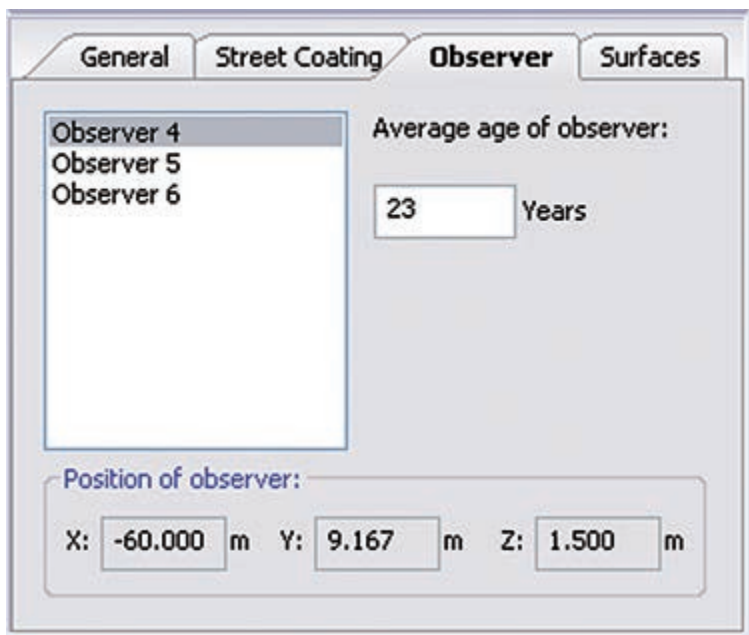 General Street Coating Observer Surfaces
Observer 4
Observer 5
Observer 6
Average age of observer:
23 Years
Position of observer:
X: -60.000 m Y: 9.167 m Z: 1.500 m